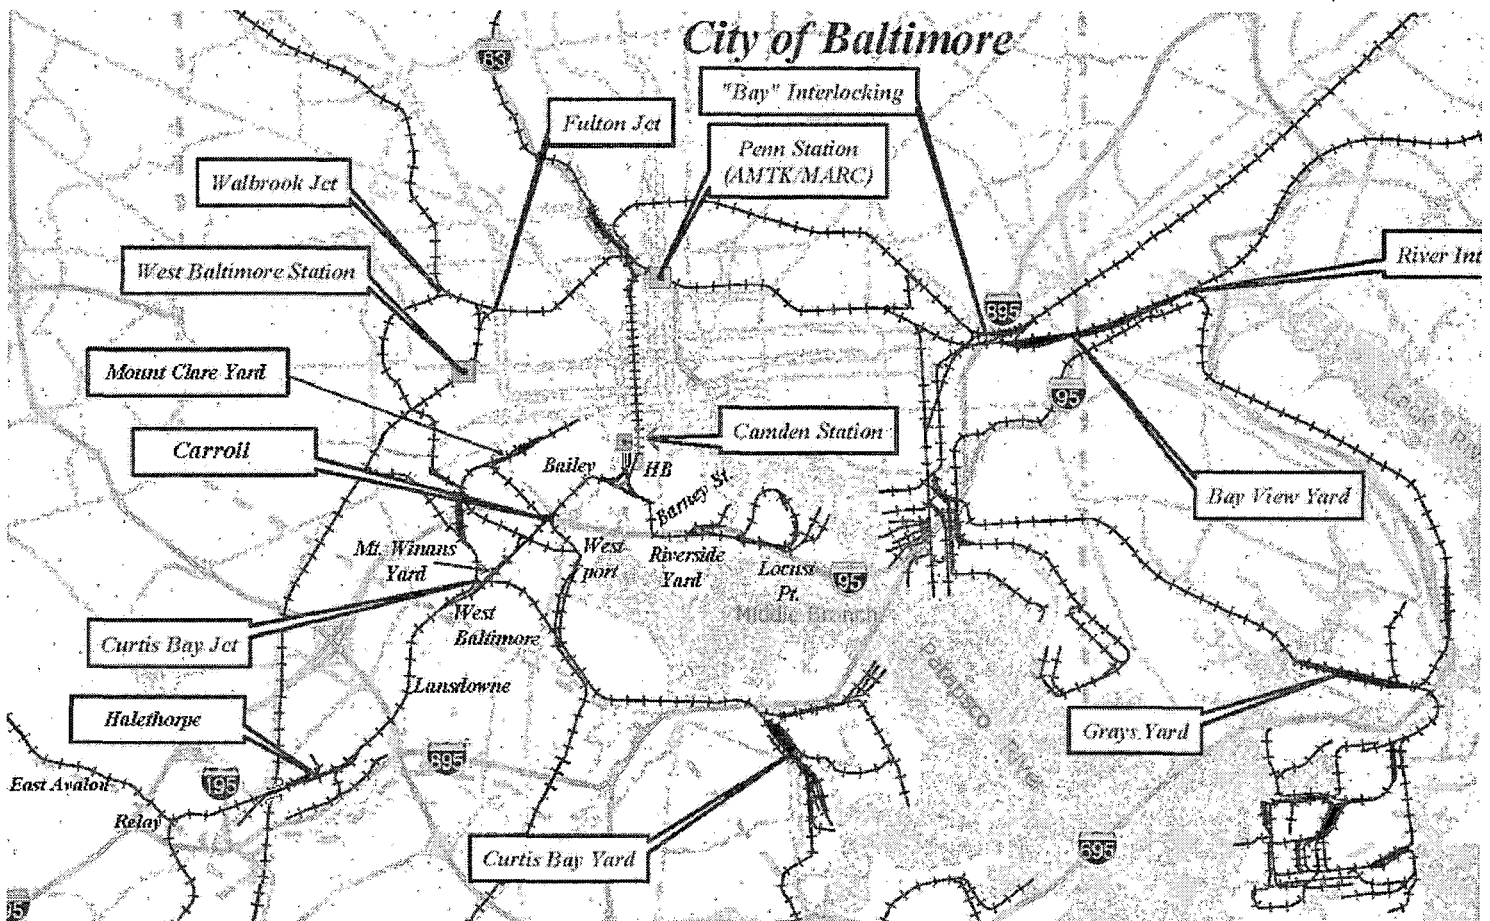 City of Baltimore
83
"Bay" Interlocking
Fulton Jct
Penn Station
(AMTK/MARC)
Walbrook Jct
West Baltimore Station
River Int
895
Mount Clare Yard
95
Camden Station
Carroll
Bailey
HB
Barney St.
Bay View Yard
Mt. Winans
Yard
West
port
Riverside
Yard
Locust
Pt.
95
Middle Branch
West
Baltimore
Curtis Bay Jct
Patapsco
River
Lansdowne
Halethorpe
Grays Yard
695
195
East Avalon
Relay
Curtis Bay Yard
695
95